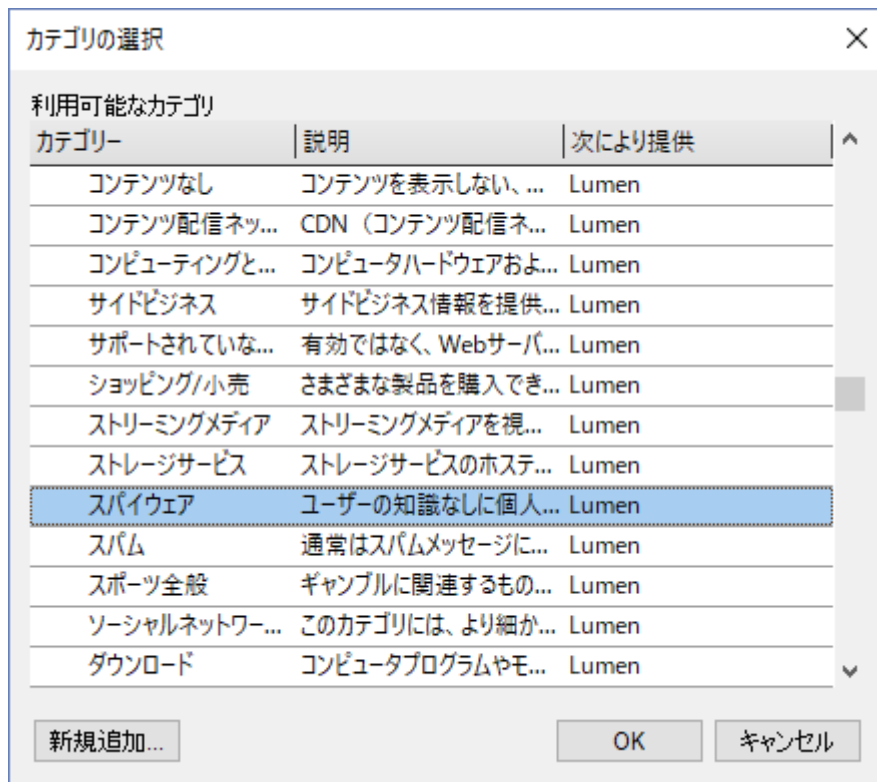 カテゴリの選択
利用可能なカテゴリ
カテゴリー 説明 次により提供
コンテンツなし コンテンツを表示しない、... Lumen
コンテンツ配信ネッ... CDN（コンテンツ配信ネ... Lumen
コンピューティングと... コンピュータハードウェアおよ... Lumen
サイドビジネス サイドビジネス情報を提供... Lumen
サポートされていな... 有効ではなく、Webサーバ... Lumen
ショッピング/小売 さまざまな製品を購入でき... Lumen
ストリーミングメディア ストリーミングメディアを視... Lumen
ストレージサービス ストレージサービスのホステ... Lumen
スパイウェア ユーザーの知識なしに個人... Lumen
スパム 通常はスパムメッセージに... Lumen
スポーツ全般 ギャンブルに関連するもの... Lumen
ソーシャルネットワー... このカテゴリには、より細か... Lumen
ダウンロード コンピュータプログラムやモ... Lumen
新規追加... OK キャンセル